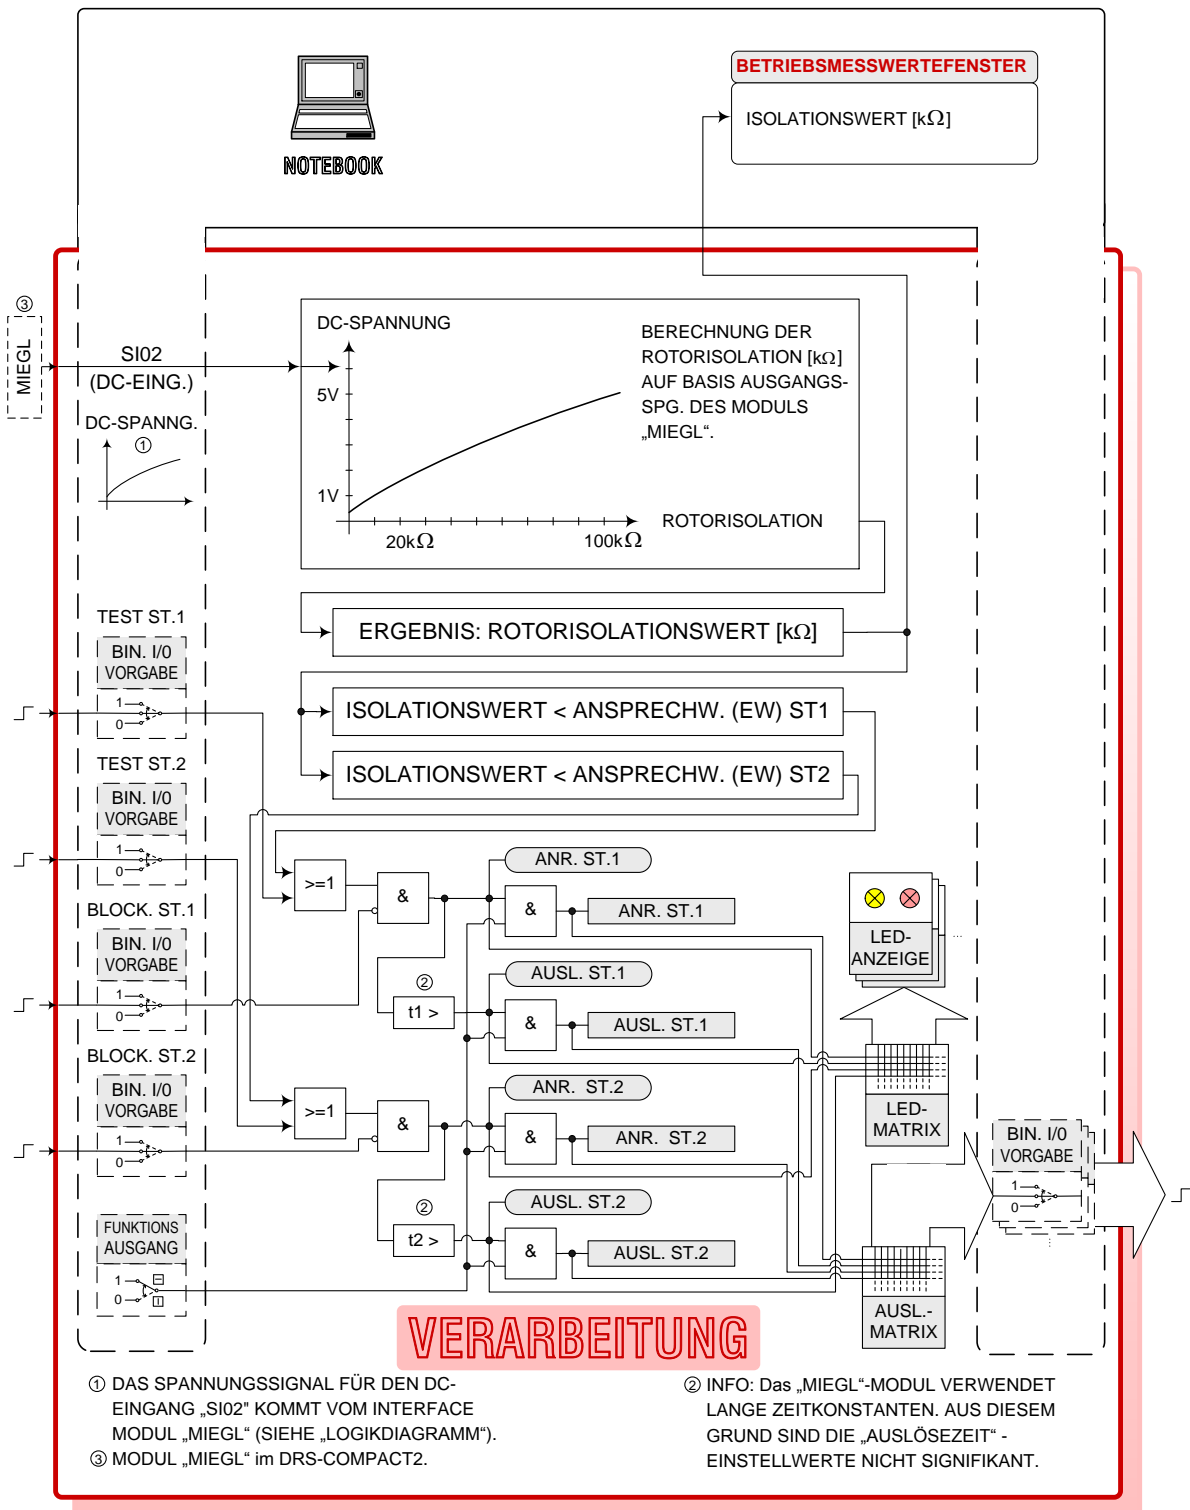 BETRIEBSMESSWERTEFENSTER
ISOLATIONSWERT [kΩ]
NOTEBOOK
③
MIEGL
SI02
(DC-EING.)
DC-SPANNG.
①
DC-SPANNUNG
5V
1V
20kΩ
100kΩ
ROTORISOLATION
BERECHNUNG DER
ROTORISOLATION [kΩ]
AUF BASIS AUSGANGS-
SPG. DES MODULS
„MIEGL“.
ERGEBNIS: ROTORISOLATIONSWERT [kΩ]
ISOLATIONSWERT < ANSPRECHW. (EW) ST1
ISOLATIONSWERT < ANSPRECHW. (EW) ST2
TEST ST.1
BIN. I/0
VORGABE
1
0
TEST ST.2
BIN. I/0
VORGABE
1
0
BLOCK. ST.1
BIN. I/0
VORGABE
1
0
BLOCK. ST.2
BIN. I/0
VORGABE
1
0
FUNKTIONS
AUSGANG
1
0
>=1
&
ANR. ST.1
&
ANR. ST.1
②
t1 >
AUSL. ST.1
&
AUSL. ST.1
>=1
&
ANR. ST.2
&
ANR. ST.2
②
t2 >
AUSL. ST.2
&
AUSL. ST.2
LED-
ANZEIGE
...
LED-
MATRIX
AUSL.-
MATRIX
BIN. I/0
VORGABE
1
0
...
VERARBEITUNG
① DAS SPANNUNGSSIGNAL FÜR DEN DC-
EINGANG „SI02" KOMMT VOM INTERFACE
MODUL „MIEGL“ (SIEHE „LOGIKDIAGRAMM“).
③ MODUL „MIEGL“ im DRS-COMPACT2.
② INFO: Das „MIEGL“-MODUL VERWENDET
LANGE ZEITKONSTANTEN. AUS DIESEM
GRUND SIND DIE „AUSLÖSEZEIT“ -
EINSTELLWERTE NICHT SIGNIFIKANT.